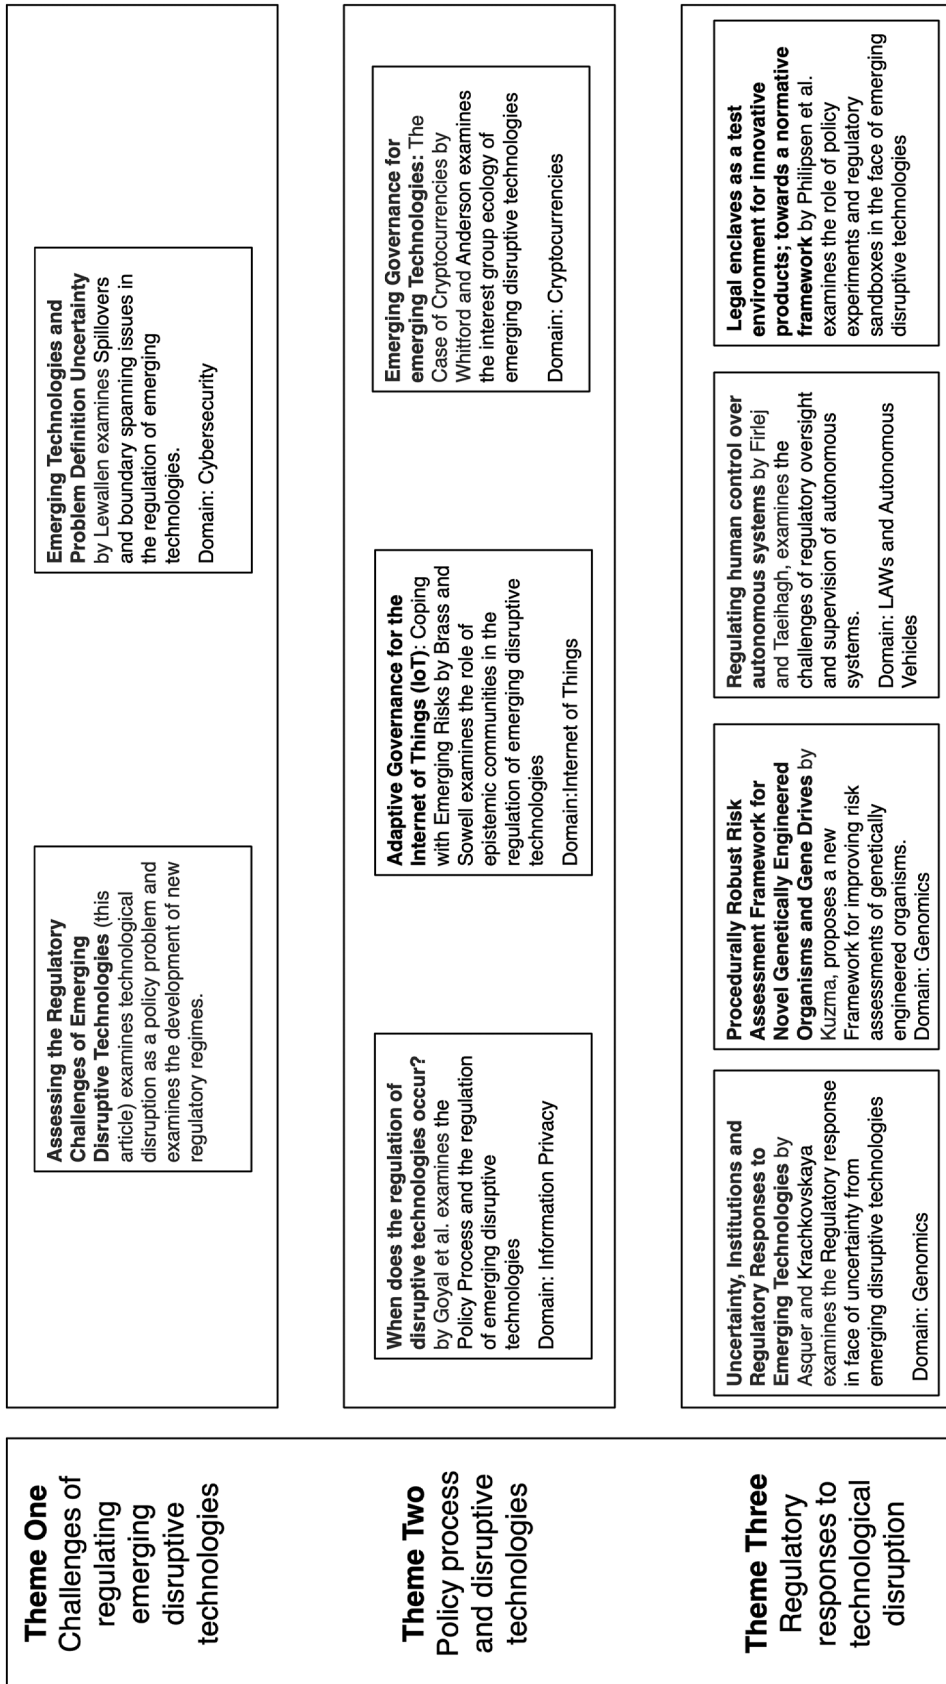 Theme One
Challenges of
regulating
emerging
disruptive
technologies
Assessing the Regulatory
Challenges of Emerging
Disruptive Technologies (this
article) examines technological
disruption as a policy problem and
examines the development of new
regulatory regimes.
Emerging Technologies and
Problem Definition Uncertainty
by Lewallen examines Spillovers
and boundary spanning issues in
the regulation of emerging
technologies.
Domain: Cybersecurity
Theme Two
Policy process
and disruptive
technologies
When does the regulation of
disruptive technologies occur?
by Goyal et al. examines the
Policy Process and the regulation
of emerging disruptive
technologies
Domain: Information Privacy
Adaptive Governance for the
Internet of Things (IoT): Coping
with Emerging Risks by Brass and
Sowell examines the role of
epistemic communities in the
regulation of emerging disruptive
technologies
Domain:Internet of Things
Emerging Governance for
emerging Technologies: The
Case of Cryptocurrencies by
Whitford and Anderson examines
the interest group ecology of
emerging disruptive technologies
Domain: Cryptocurrencies
Theme Three
Regulatory
responses to
technological
disruption
Uncertainty, Institutions and
Regulatory Responses to
Emerging Technologies by
Asquer and Krachkovskaya
examines the Regulatory response
in face of uncertainty from
emerging disruptive technologies
Domain: Genomics
Procedurally Robust Risk
Assessment Framework for
Novel Genetically Engineered
Organisms and Gene Drives by
Kuzma, proposes a new
Framework for improving risk
assessments of genetically
engineered organisms.
Domain: Genomics
Regulating human control over
autonomous systems by Firlej
and Taeihagh, examines the
challenges of regulatory oversight
and supervision of autonomous
systems.
Domain: LAWs and Autonomous
Vehicles
Legal enclaves as a test
environment for innovative
products; towards a normative
framework by Philipsen et al.
examines the role of policy
experiments and regulatory
sandboxes in the face of emerging
disruptive technologies